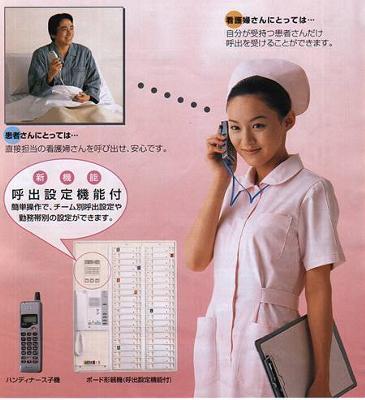 看護婦さんにとっては…
自分が受持つ患者さんだけ
呼出を受けることができます。
患者さんにとっては…
直接担当の看護婦さんを呼び出せ、安心です。
新機能
呼出設定機能付
簡単操作で、チーム別呼出設定や
勤務帯別の設定ができます。
ハンディナース子機
ボード形親機(呼出設定機能付)